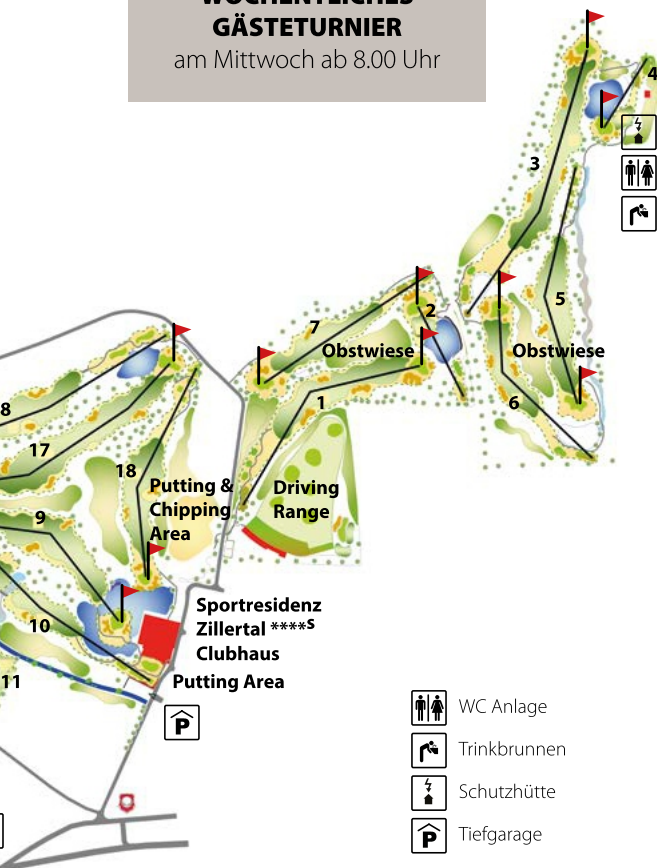 WÖCHENTLICHES
GÄSTETURNIER
am Mittwoch ab 8.00 Uhr
4
3
5
2
7
Obstwiese
Obstwiese
1
6
8
17
18
Putting &
Chipping
Area
Driving
Range
9
Sportresidenz
Zillertal ****S
Clubhaus
10
11
Putting Area
P
WC Anlage
Trinkbrunnen
Schutzhütte
P
Tiefgarage